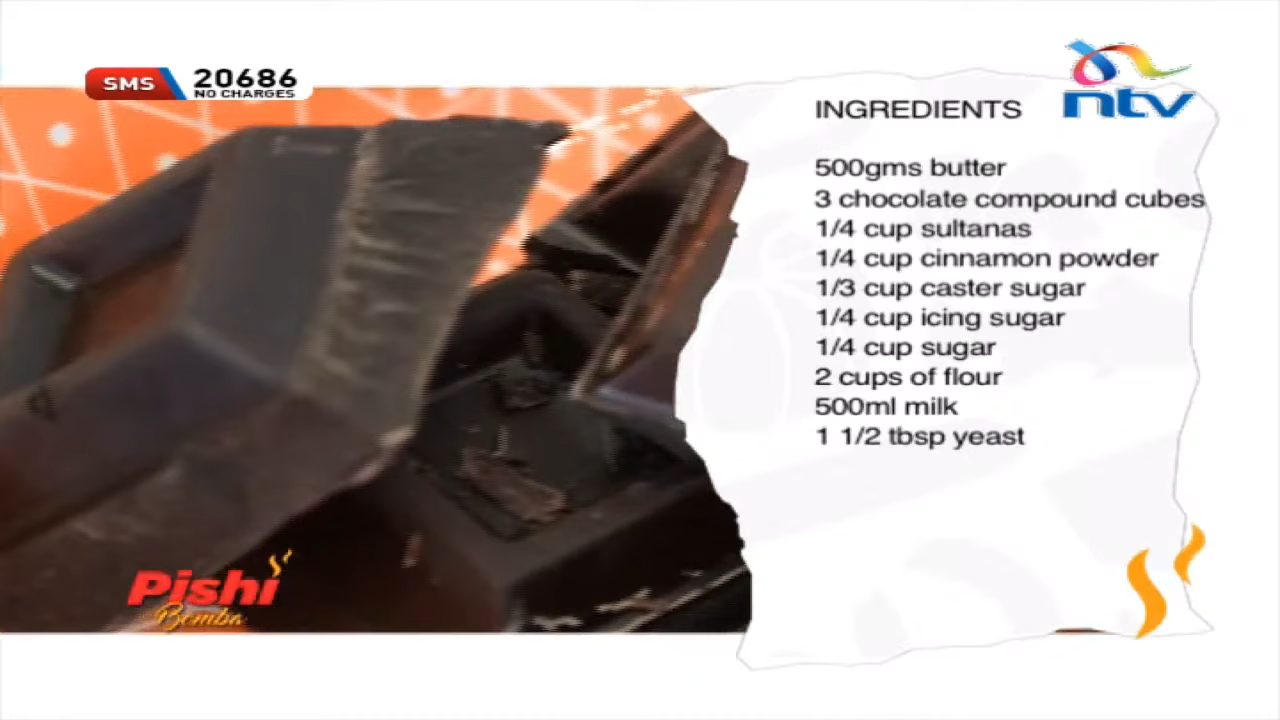 SMS
20686
NO CHARGES
ntv
INGREDIENTS
500gms butter
3 chocolate compound cubes
1/4 cup sultanas
1/4 cup cinnamon powder
1/3 cup caster sugar
1/4 cup icing sugar
1/4 cup sugar
2 cups of flour
500ml milk
1 1/2 tbsp yeast
Pishi
Bomba